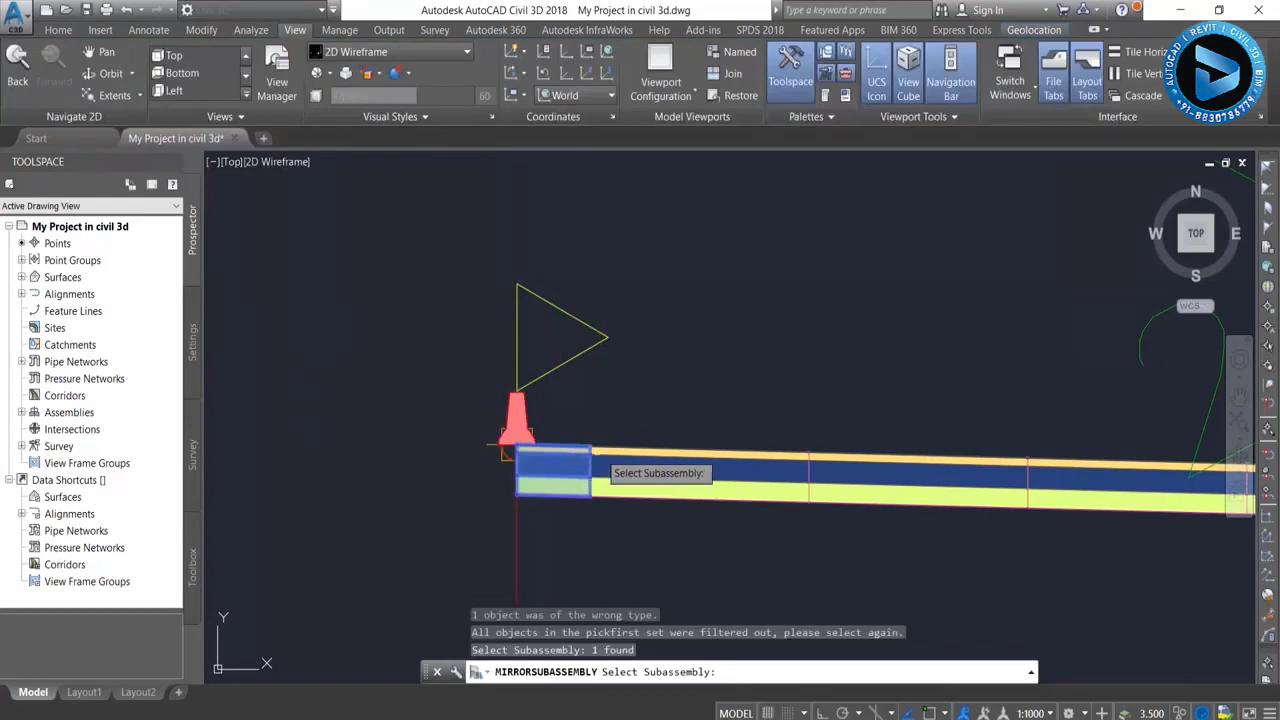 Autodesk AutoCAD Civil 3D 2018   My Project in civil 3d.dwg
Type a keyword or phrase
Sign In
Home Insert Annotate Modify Analyze View Manage Output Survey Autodesk 360 Autodesk InfraWorks Help Add-ins SPDS 2018 Featured Apps BIM 360 Express Tools Geolocation
Back
Forward
Pan
Orbit
Extents
Navigate 2D
Top
Bottom
Left
View
Manager
Views
2D Wireframe
60
Visual Styles
World
Coordinates
Viewport
Configuration
Named
Join
Restore
Model Viewports
Toolspace
Palettes
UCS
Icon
View
Cube
Navigation
Bar
Viewport Tools
Switch
Windows
File
Tabs
Layout
Tabs
Tile Horiz
Tile Vert
Cascade
Interface
AUTOCAD ( REVIT ( CIVIL 3D ( BIM )
+91-8830786779
Start
My Project in civil 3d*
TOOLSPACE
Active Drawing View
My Project in civil 3d
Points
Point Groups
Surfaces
Alignments
Feature Lines
Sites
Catchments
Pipe Networks
Pressure Networks
Corridors
Assemblies
Intersections
Survey
View Frame Groups
Data Shortcuts []
Surfaces
Alignments
Pipe Networks
Pressure Networks
Corridors
View Frame Groups
Prospector
Settings
Survey
Toolbox
[−][Top][2D Wireframe]
N
W
TOP
E
S
WCS
Select Subassembly:
Y
X
1 object was of the wrong type.
All objects in the pickfirst set were filtered out, please select again.
Select Subassembly: 1 found
MIRRORSUBASSEMBLY Select Subassembly:
Model Layout1 Layout2
MODEL
1:1000
3.500